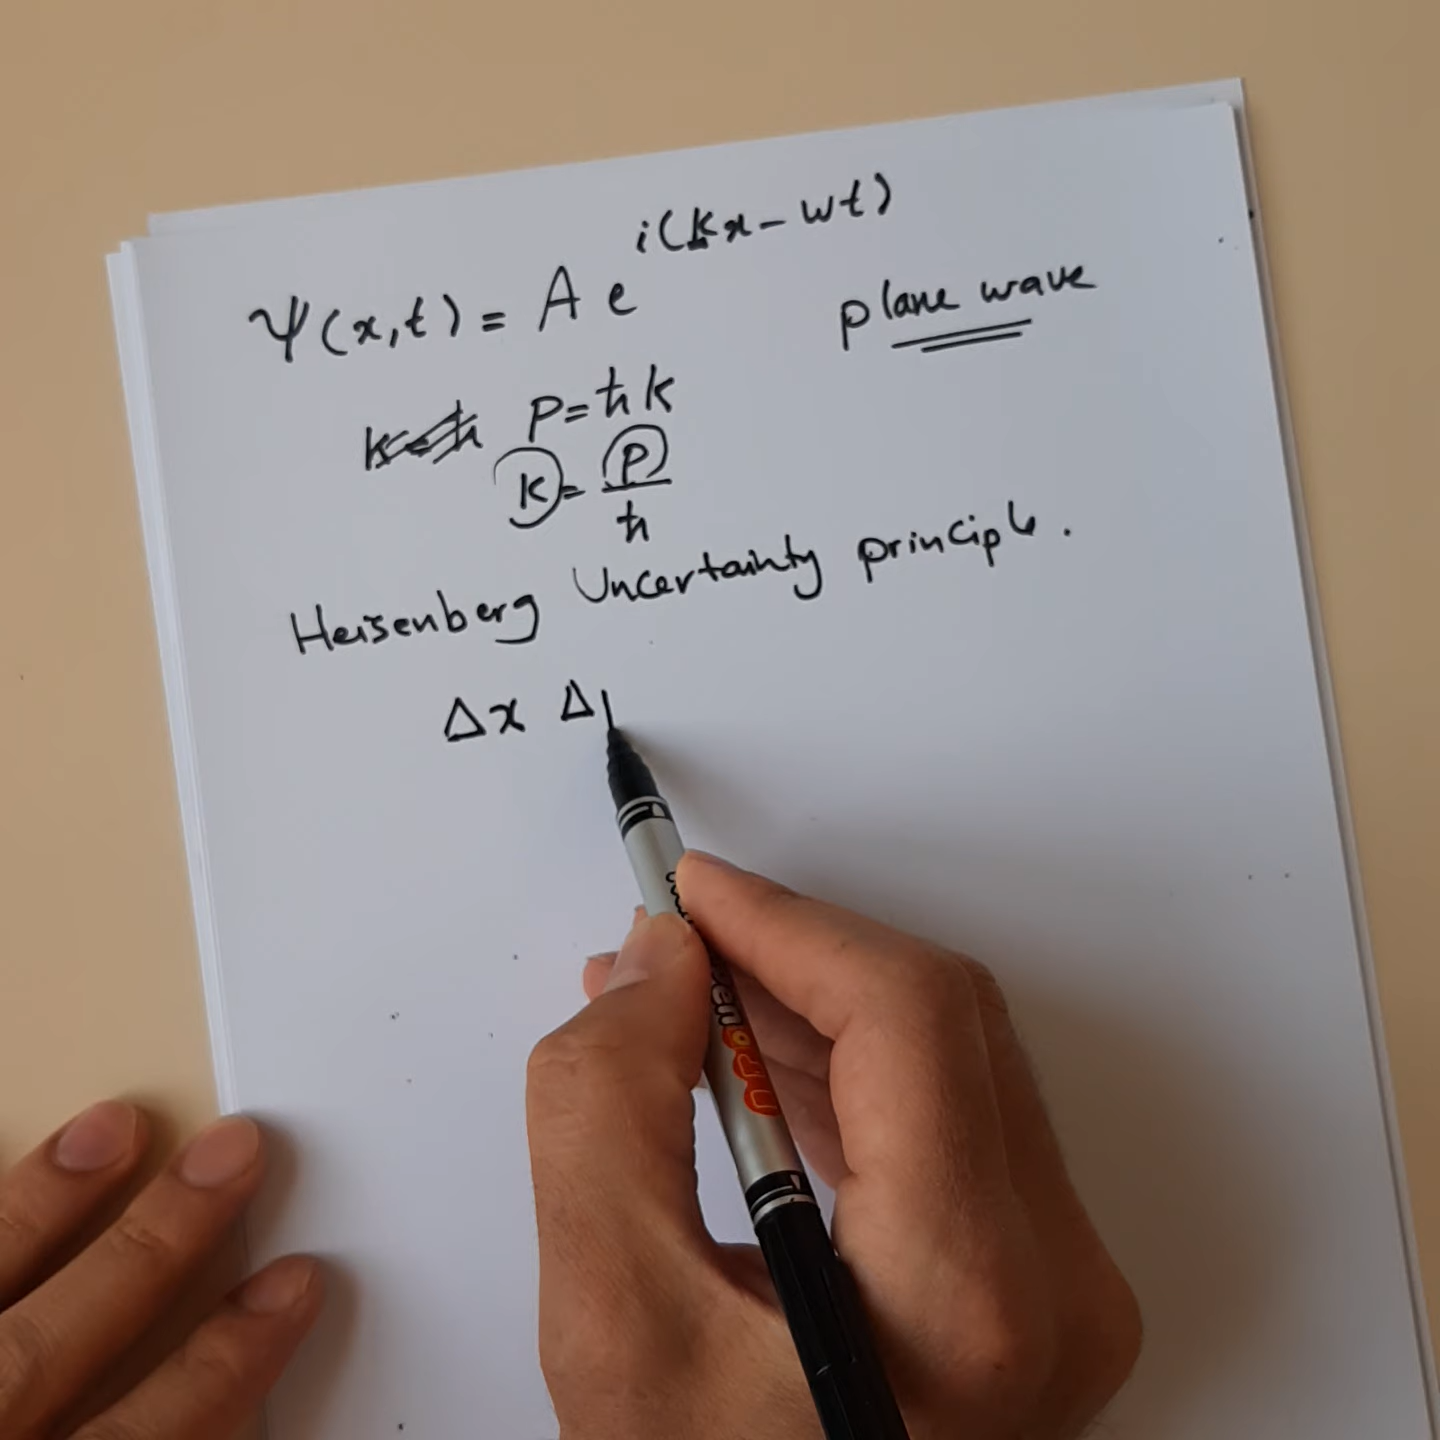 Ψ(x,t) = A e^{i(kx-wt)}
plane wave
p = ħk
k = p/ħ
Heisenberg Uncertainty principle.
Δx Δ